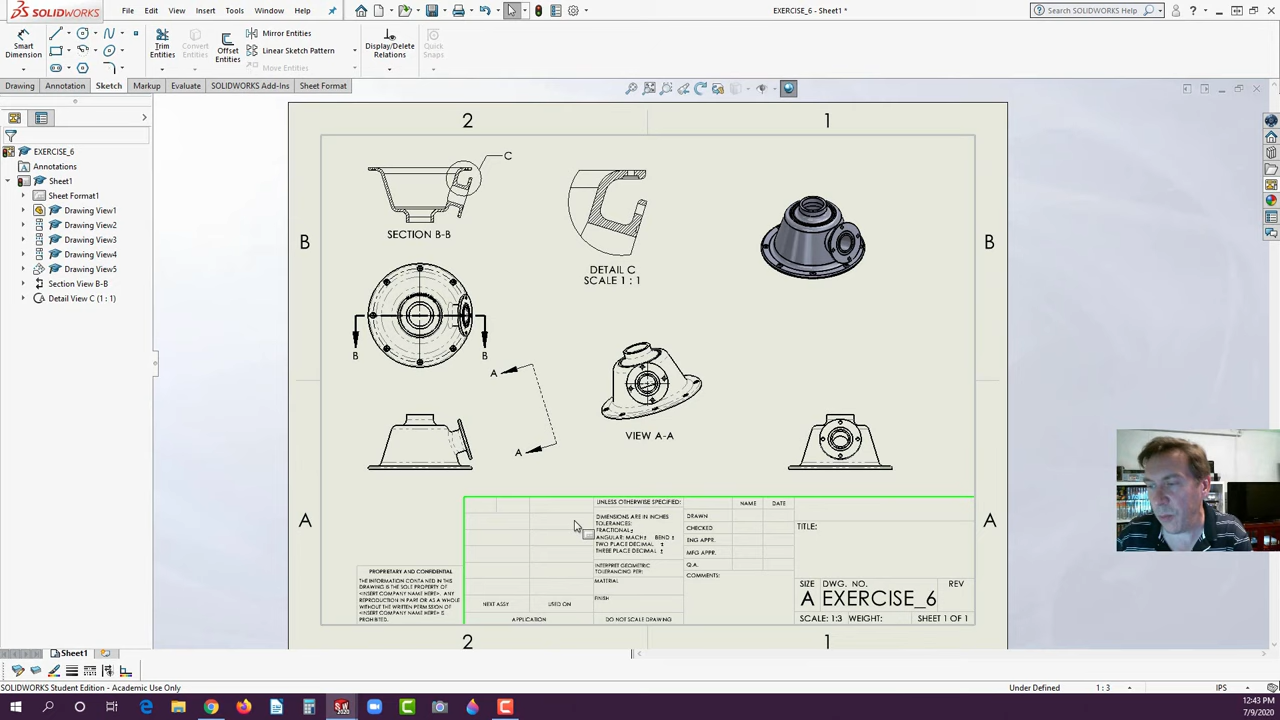 SOLIDWORKS
File
Edit
View
Insert
Tools
Window
EXERCISE_6 - Sheet1 *
Search SOLIDWORKS Help
Smart
Dimension
Trim
Entities
Convert
Entities
Offset
Entities
Mirror Entities
Linear Sketch Pattern
Move Entities
Display/Delete
Relations
Quick
Snaps
Drawing
Annotation
Sketch
Markup
Evaluate
SOLIDWORKS Add-Ins
Sheet Format
EXERCISE_6
Annotations
Sheet1
Sheet Format1
Drawing View1
Drawing View2
Drawing View3
Drawing View4
Drawing View5
Section View B-B
Detail View C (1 : 1)
2
1
C
SECTION B-B
B
B
DETAIL C
SCALE 1 : 1
B
B
A
A
VIEW A-A
A
A
UNLESS OTHERWISE SPECIFIED:
DIMENSIONS ARE IN INCHES
TOLERANCES:
FRACTIONAL ±
ANGULAR: MACH ± BEND ±
TWO PLACE DECIMAL ±
THREE PLACE DECIMAL ±
INTERPRET GEOMETRIC
TOLERANCING PER:
MATERIAL
FINISH
DO NOT SCALE DRAWING
NAME
DATE
DRAWN
CHECKED
ENG APPR.
MFG APPR.
Q.A.
COMMENTS:
TITLE:
SIZE
DWG. NO.
REV
A
EXERCISE_6
SCALE: 1:3
WEIGHT:
SHEET 1 OF 1
PROPRIETARY AND CONFIDENTIAL
THE INFORMATION CONTAINED IN THIS
DRAWING IS THE SOLE PROPERTY OF
<INSERT COMPANY NAME HERE>. ANY
REPRODUCTION IN PART OR AS A WHOLE
WITHOUT THE WRITTEN PERMISSION OF
<INSERT COMPANY NAME HERE> IS
PROHIBITED.
NEXT ASSY
USED ON
APPLICATION
2
1
Sheet1
SOLIDWORKS Student Edition - Academic Use Only
Under Defined
1 : 3
IPS
12:43 PM
7/9/2020